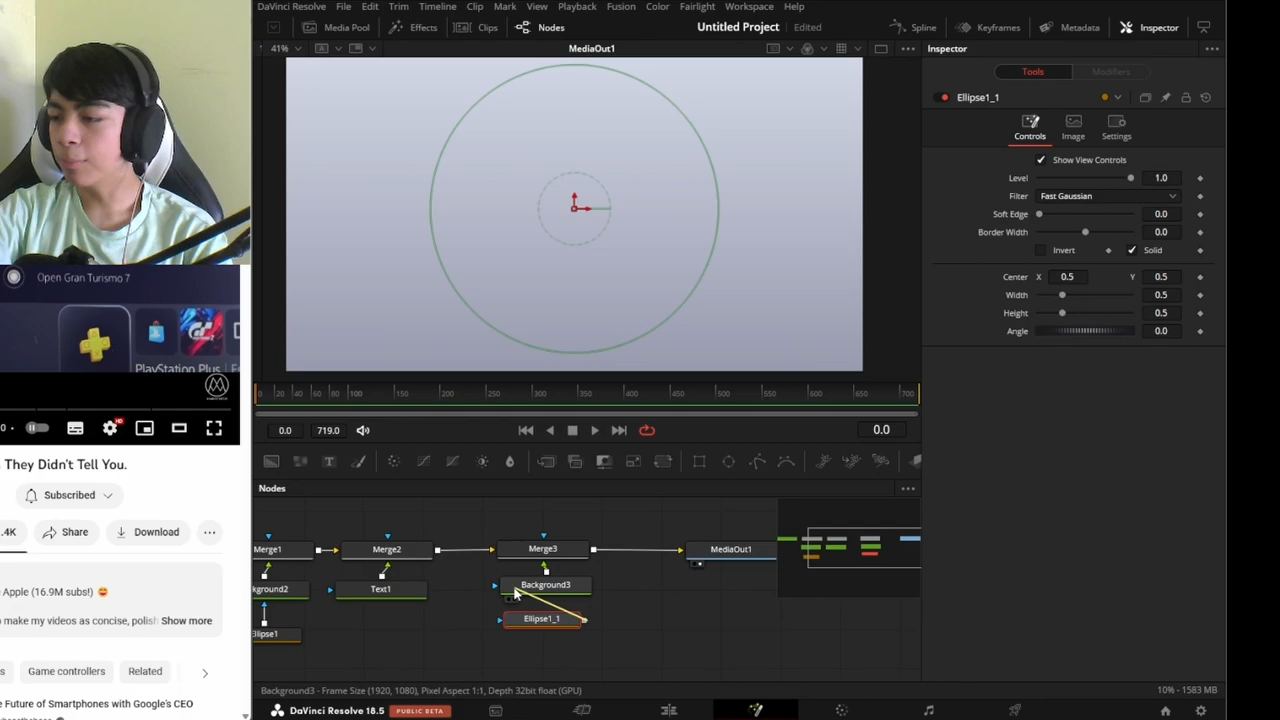 DaVinci Resolve File Edit Trim Timeline Clip Mark View Playback Fusion Color Fairlight Workspace Help
Media Pool Effects Clips Nodes Untitled Project Edited Spline Keyframes Metadata Inspector
41% MediaOut1 Inspector
Tools Modifiers
Ellipse1_1
Controls Image Settings
Show View Controls
Level 1.0
Filter Fast Gaussian
Soft Edge 0.0
Border Width 0.0
Invert Solid
Center X 0.5 Y 0.5
Width 0.5
Height 0.5
Angle 0.0
Open Gran Turismo 7
PlayStation Plus
They Didn't Tell You.
Subscribed
.4K Share Download
Apple (16.9M subs!)
o make my videos as concise, polish Show more
s Game controllers Related
e Future of Smartphones with Google's CEO
0 20 40 60 80 100 150 200 250 300 350 400 450 500 550 600 650 700
0.0 719.0 0.0
T
Nodes
Merge1 Merge2 Merge3 MediaOut1
kground2 Text1 Background3
Ellipse1 Ellipse1_1
Background3 - Frame Size (1920, 1080), Pixel Aspect 1:1, Depth 32bit float (GPU) 10% - 1583 MB
DaVinci Resolve 18.5 PUBLIC BETA